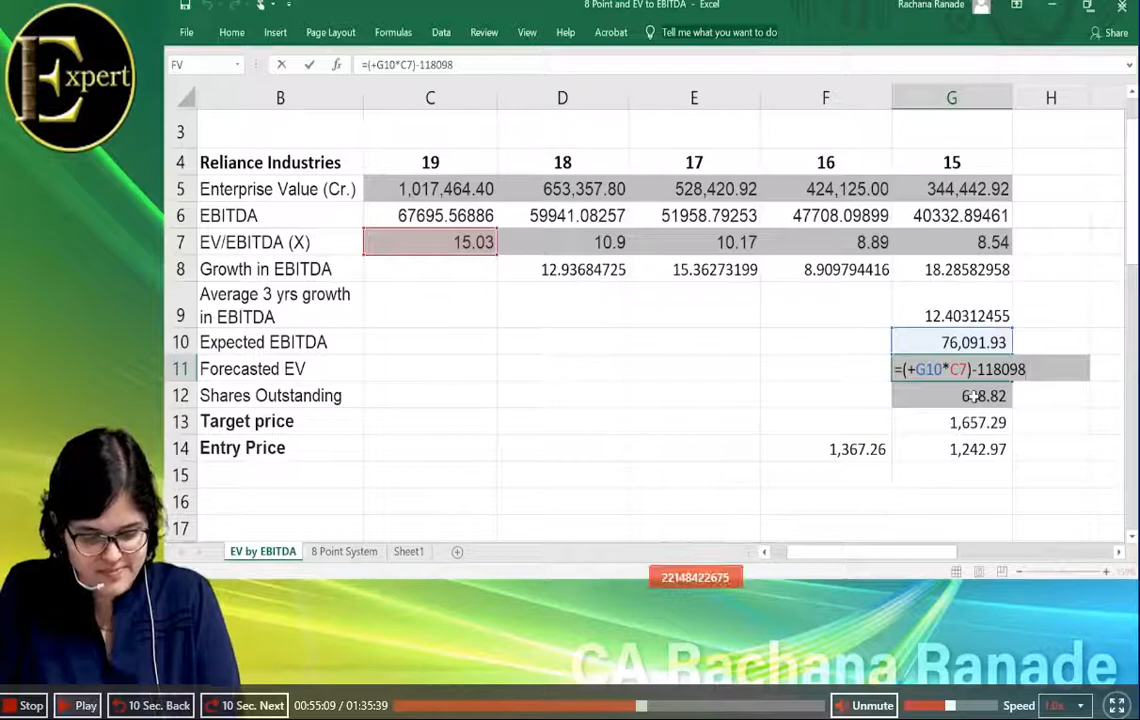 Expert
8 Point and EV to EBITDA - Excel
Rachana Ranade
File Home Insert Page Layout Formulas Data Review View Help Acrobat Tell me what you want to do Share
FV fx =(+G10*C7)-118098
B C D E F G H
3
4 Reliance Industries 19 18 17 16 15
5 Enterprise Value (Cr.) 1,017,464.40 653,357.80 528,420.92 424,125.00 344,442.92
6 EBITDA 67695.56886 59941.08257 51958.79253 47708.09899 40332.89461
7 EV/EBITDA (X) 15.03 10.9 10.17 8.89 8.54
8 Growth in EBITDA 12.93684725 15.36273199 8.909794416 18.28582958
Average 3 yrs growth
9 in EBITDA 12.40312455
10 Expected EBITDA 76,091.93
11 Forecasted EV =(+G10*C7)-118098
12 Shares Outstanding
13 Target price 1,657.29
14 Entry Price 1,367.26 1,242.97
15
16
17
EV by EBITDA 8 Point System Sheet1
22148422675
CA Rachana Ranade
Stop Play 10 Sec. Back 10 Sec. Next 00:55:09 / 01:35:39 Unmute Speed 1.0x